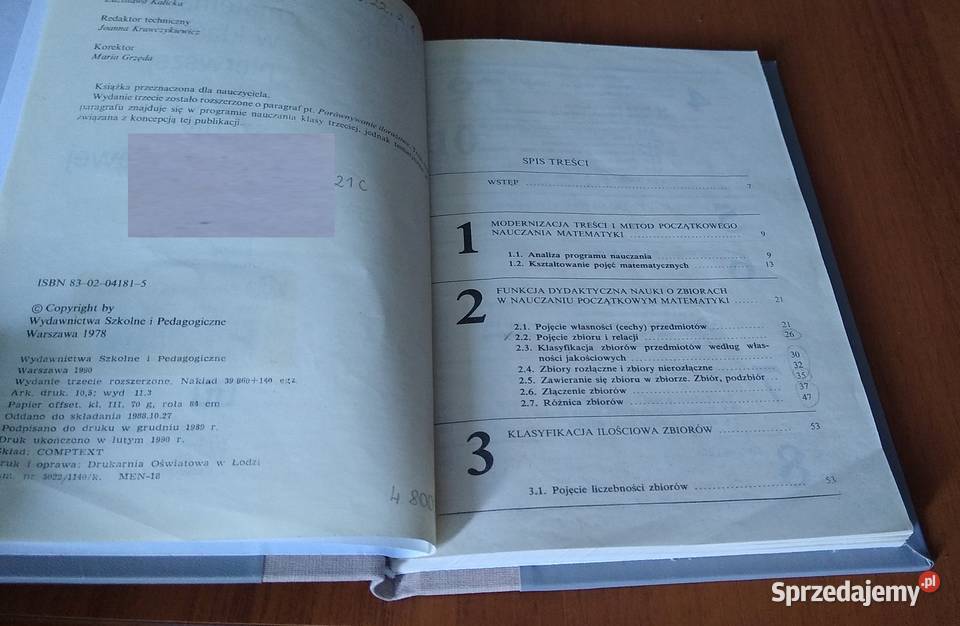 Redaktor techniczny
Joanna Krawczykiewicz
Korektor
Maria Grzęda
Książka przeznaczona dla nauczyciela.
Wydanie trzecie zostało rozszerzone o paragraf pt. Porównywanie ilorazowe.
paragrafu znajduje się w programie nauczania klasy trzeciej, jednak
związana z koncepcją tej publikacji.
21 C
ISBN 83-02-04181-5
© Copyright by
Wydawnictwa Szkolne i Pedagogiczne
Warszawa 1978
Wydawnictwa Szkolne i Pedagogiczne
Warszawa 1990
Wydanie trzecie rozszerzone. Nakład 39 860+140 egz.
Ark. druk. 10,5; wyd 11,3
Papier offset. kl. III, 70 g, rola 84 cm
Oddano do składania 1988.10.27
Podpisano do druku w grudniu 1989 r.
Druk ukończono w lutym 1990 r.
Skład: COMPTEXT
Druk i oprawa: Drukarnia Oświatowa w Łodzi
nr 5022/1140/k. MEN-18
4 800
SPIS TREŚCI
WSTĘP 7
1 MODERNIZACJA TREŚCI I METOD POCZĄTKOWEGO
NAUCZANIA MATEMATYKI 9
1.1. Analiza programu nauczania 9
1.2. Kształtowanie pojęć matematycznych 13
2 FUNKCJA DYDAKTYCZNA NAUKI O ZBIORACH
W NAUCZANIU POCZĄTKOWYM MATEMATYKI 21
2.1. Pojęcie własności (cechy) przedmiotów 21
2.2. Pojęcie zbioru i relacji 26
2.3. Klasyfikacja zbiorów przedmiotów według włas-
ności jakościowych 30
2.4. Zbiory rozłączne i zbiory nierozłączne 32
2.5. Zawieranie się zbioru w zbiorze. Zbiór, podzbiór 35
2.6. Złączenie zbiorów 37
2.7. Różnica zbiorów 47
3 KLASYFIKACJA ILOŚCIOWA ZBIORÓW 53
3.1. Pojęcie liczebności zbiorów 53
Sprzedajemy.pl